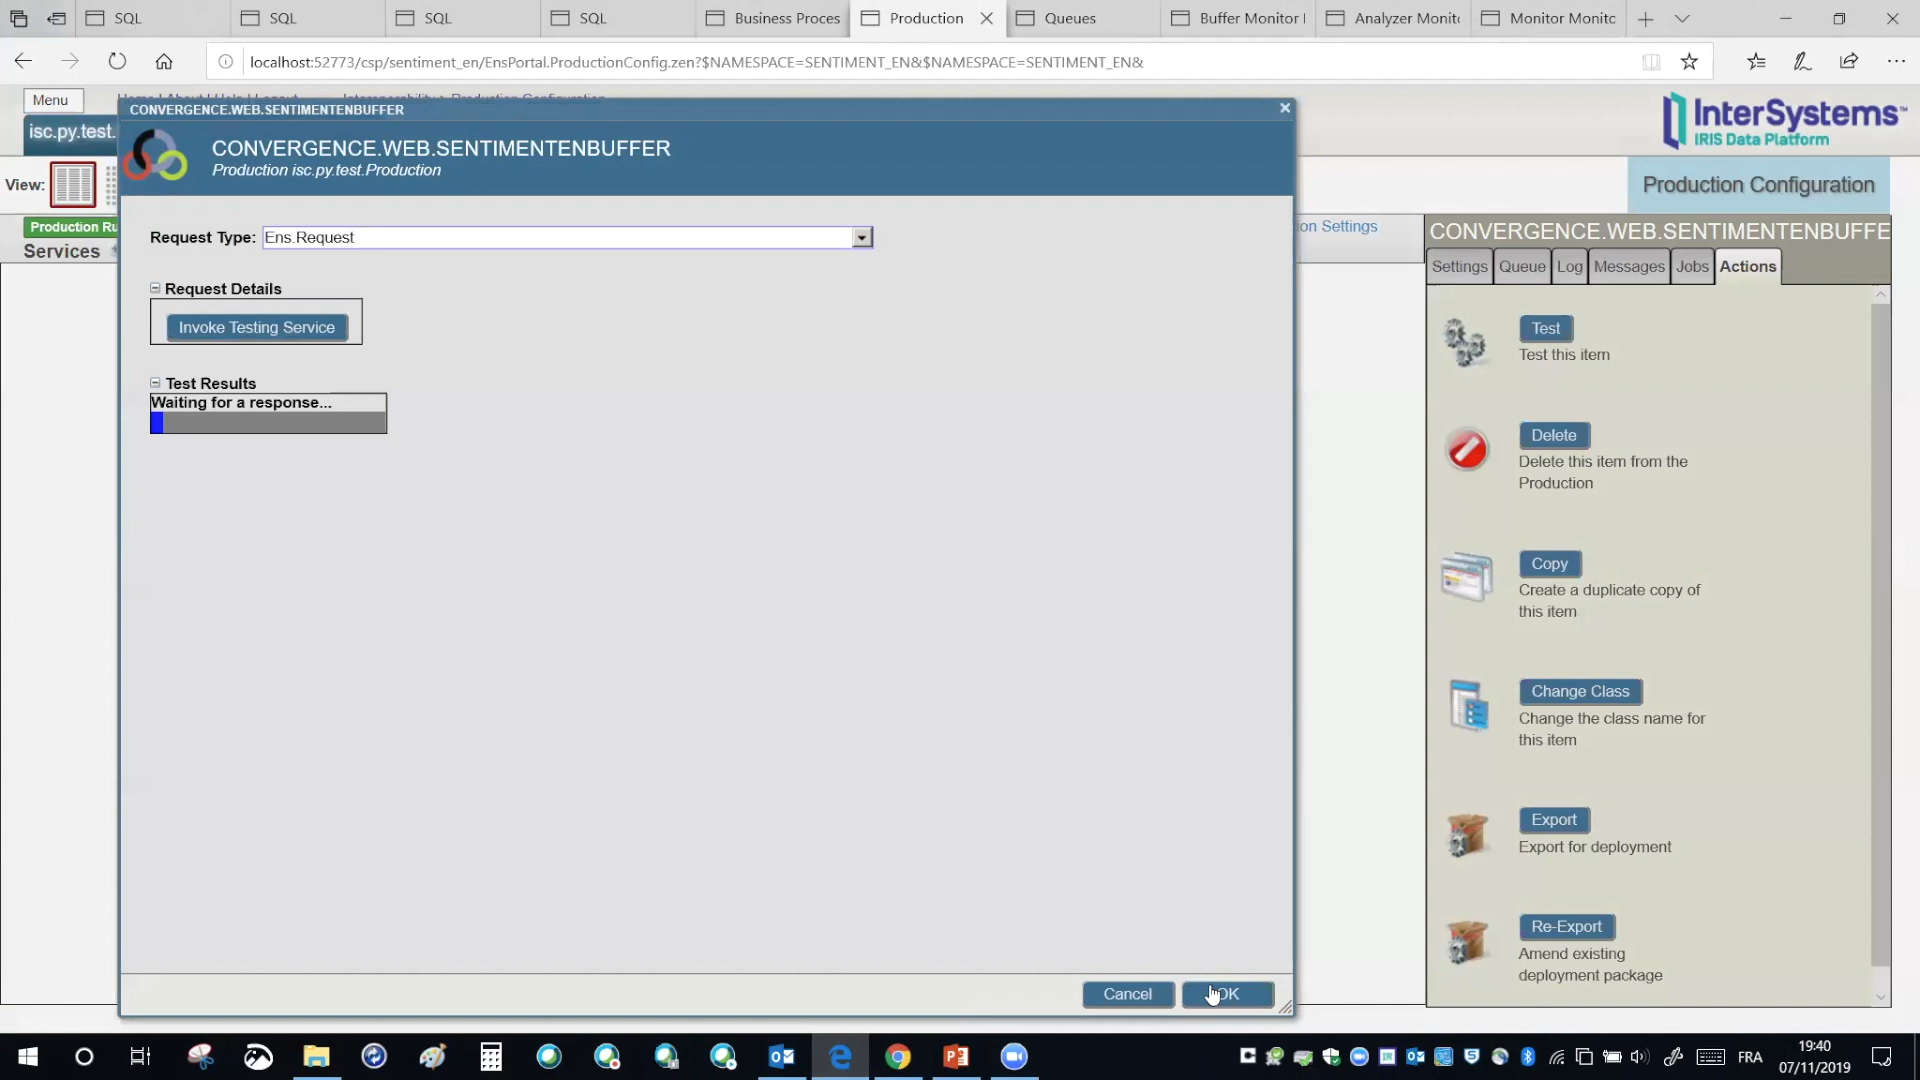 SQL
SQL
SQL
SQL
Business Proces
Production
Queues
Buffer Monitor
Analyzer Monito
Monitor Monito
localhost:52773/csp/sentiment_en/EnsPortal.ProductionConfig.zen?$NAMESPACE=SENTIMENT_EN&$NAMESPACE=SENTIMENT_EN&
Menu
isc.py.test.
View:
Production Ru
Services
InterSystems™
IRIS Data Platform
Production Configuration
ion Settings
CONVERGENCE.WEB.SENTIMENTENBUFFER
CONVERGENCE.WEB.SENTIMENTENBUFFER
Production isc.py.test.Production
Request Type: Ens.Request
Request Details
Invoke Testing Service
Test Results
Waiting for a response...
Cancel
OK
CONVERGENCE.WEB.SENTIMENTENBUFFE
Settings
Queue
Log
Messages
Jobs
Actions
Test
Test this item
Delete
Delete this item from the
Production
Copy
Create a duplicate copy of
this item
Change Class
Change the class name for
this item
Export
Export for deployment
Re-Export
Amend existing
deployment package
FRA
19:40
07/11/2019